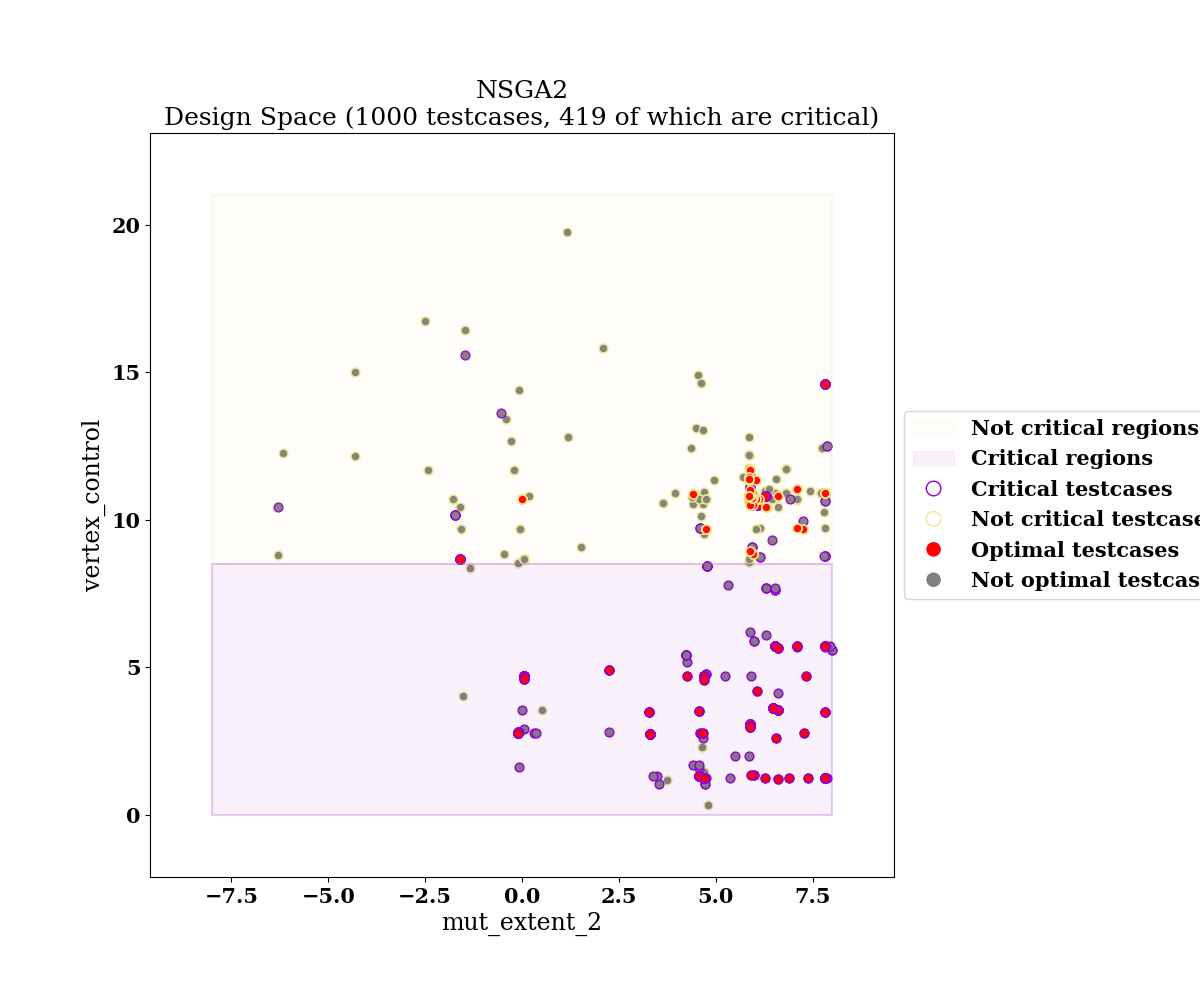 NSGA2
Design Space (1000 testcases, 419 of which are critical)
20
15
10
5
0
vertex_control
−7.5
−5.0
−2.5
0.0
2.5
5.0
7.5
mut_extent_2
Not critical regions
Critical regions
Critical testcases
Not critical testcase
Optimal testcases
Not optimal testcas